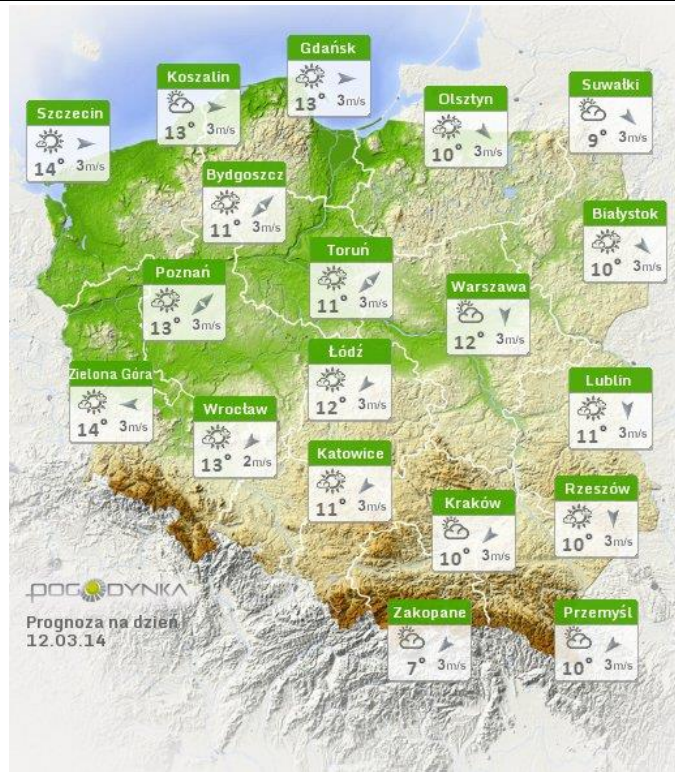 Gdańsk
13° 3m/s
Koszalin
13° 3m/s
Suwałki
9° 3m/s
Olsztyn
10° 3m/s
Szczecin
14° 3m/s
Bydgoszcz
11° 3m/s
Białystok
10° 3m/s
Toruń
11° 3m/s
Poznań
13° 3m/s
Warszawa
12° 3m/s
Łódź
12° 3m/s
Zielona Góra
14° 3m/s
Lublin
11° 3m/s
Wrocław
13° 2m/s
Katowice
11° 3m/s
Rzeszów
10° 3m/s
Kraków
10° 3m/s
POGODYNKA
Prognoza na dzień
12.03.14
Zakopane
7° 3m/s
Przemyśl
10° 3m/s